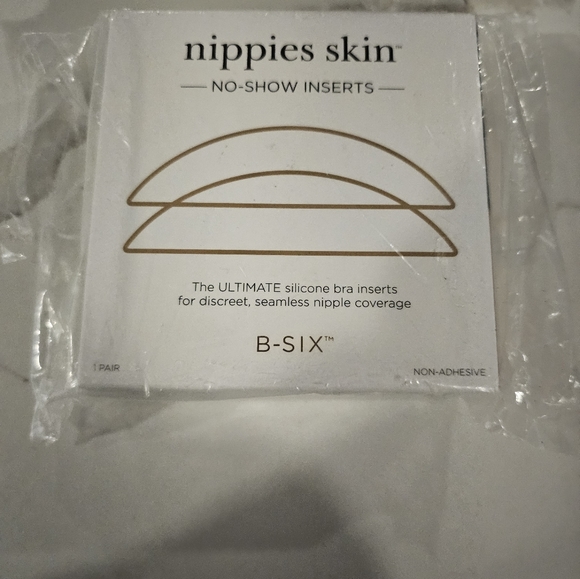 nippies skin™
NO-SHOW INSERTS
The ULTIMATE silicone bra inserts
for discreet, seamless nipple coverage
B-SIX™
1 PAIR
NON-ADHESIVE